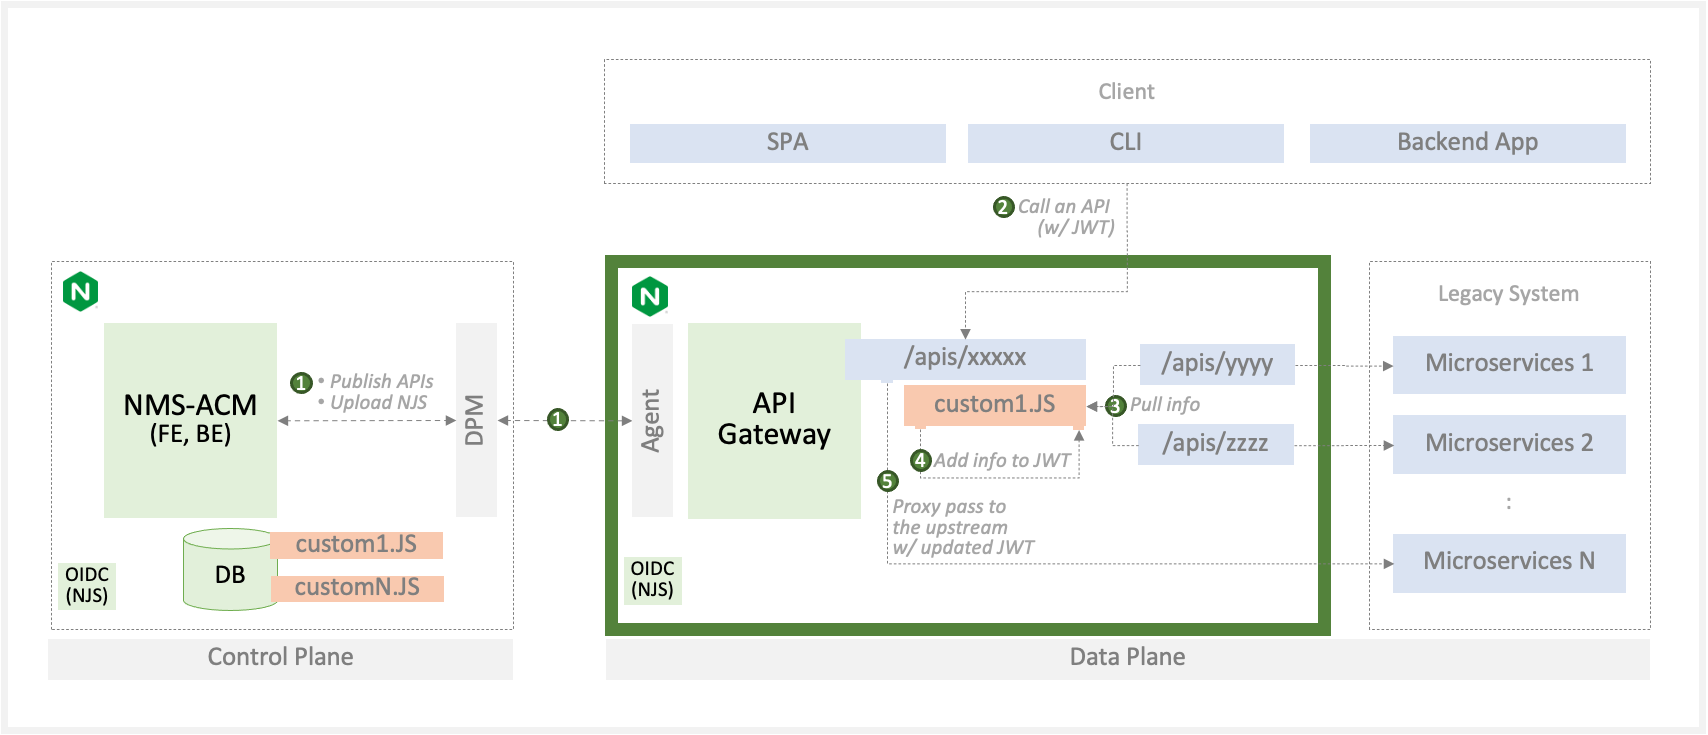 Client
SPA
CLI
Backend App
2 Call an API
(w/ JWT)
N
NMS-ACM
(FE, BE)
1 • Publish APIs
• Upload NJS
DPM
1
DB
custom1.JS
customN.JS
OIDC
(NJS)
Control Plane
N
Agent
API
Gateway
/apis/xxxxx
custom1.JS
/apis/yyyy
3 Pull info
/apis/zzzz
4 Add info to JWT
5
Proxy pass to
the upstream
w/ updated JWT
OIDC
(NJS)
Legacy System
Microservices 1
Microservices 2
:
Microservices N
Data Plane